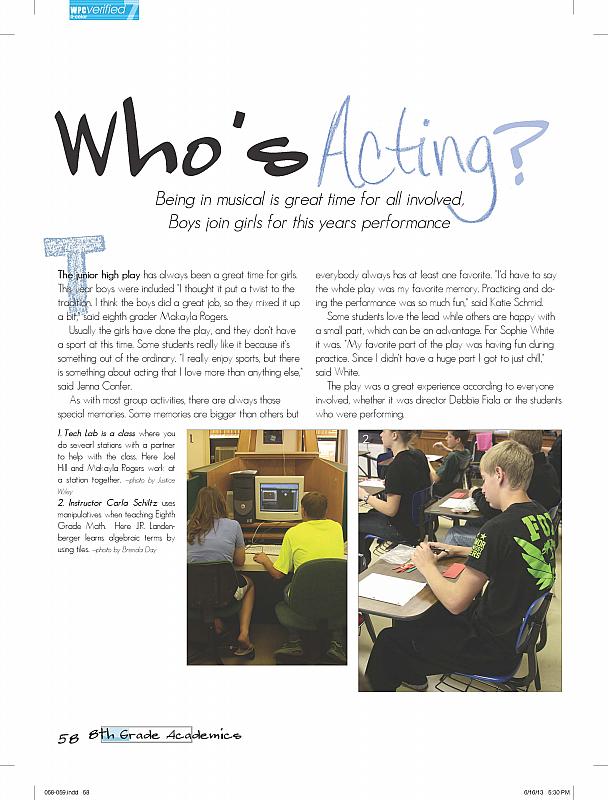 WPC verified 7
4-color
Who's Acting?
Being in musical is great time for all involved,
Boys join girls for this years performance
T
The junior high play has always been a great time for girls.
This year boys were included "I thought it put a twist to the
tradition. I think the boys did a great job, so they mixed it up
a bit," said eighth grader Makayla Rogers.
Usually the girls have done the play, and they don't have
a sport at this time. Some students really like it because it's
something out of the ordinary. "I really enjoy sports, but there
is something about acting that I love more than anything else,"
said Jenna Confer.
As with most group activities, there are always those
special memories. Some memories are bigger than others but
everybody always has at least one favorite. "I'd have to say
the whole play was my favorite memory. Practicing and do-
ing the performance was so much fun," said Katie Schmid.
Some students love the lead while others are happy with
a small part, which can be an advantage. For Sophie White
it was. "My favorite part of the play was having fun during
practice. Since I didn't have a huge part I got to just chill,"
said White.
The play was a great experience according to everyone
involved, whether it was director Debbie Fiala or the students
who were performing.
1. Tech Lab is a class where you
do sevearl stations with a partner
to help with the class. Here Joel
Hill and Makayla Rogers work at
a station together. –photo by Justice
Wiley
2. Instructor Carla Schiltz uses
manipulatives when teaching Eighth
Grade Math. Here J.R. Landen-
berger learns algebraic terms by
using tiles. –photo by Brenda Day
1
2
FOX
58 8th Grade Academics
058-059.indd 58
6/16/13 5:30 PM